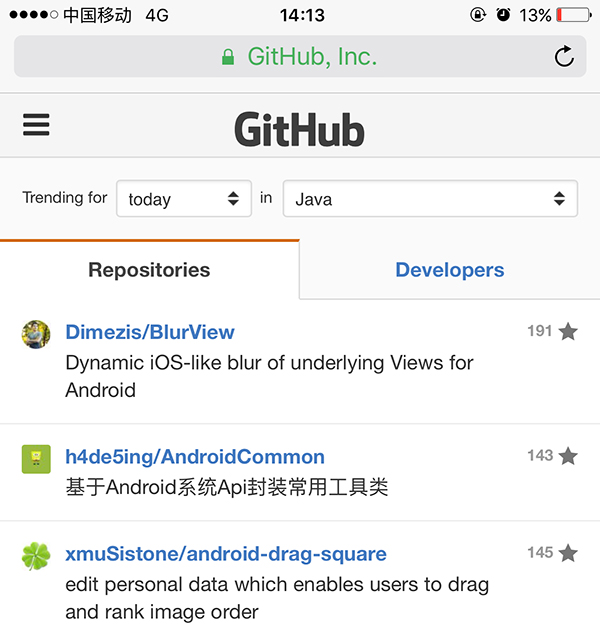 中国移动 4G 14:13 13%
GitHub, Inc.
GitHub
Trending for today in Java
Repositories Developers
Dimezis/BlurView 191
Dynamic iOS-like blur of underlying Views for
Android
h4de5ing/AndroidCommon 143
基于Android系统Api封装常用工具类
xmuSistone/android-drag-square 145
edit personal data which enables users to drag
and rank image order